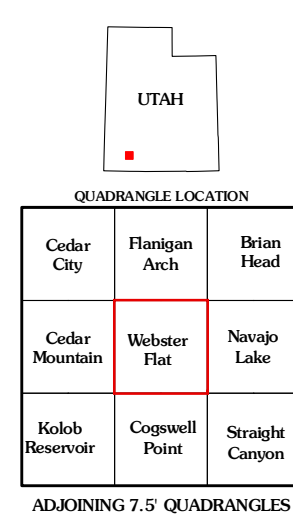 UTAH
QUADRANGLE LOCATION
Cedar
City
Flanigan
Arch
Brian
Head
Cedar
Mountain
Webster
Flat
Navajo
Lake
Kolob
Reservoir
Cogswell
Point
Straight
Canyon
ADJOINING 7.5' QUADRANGLES